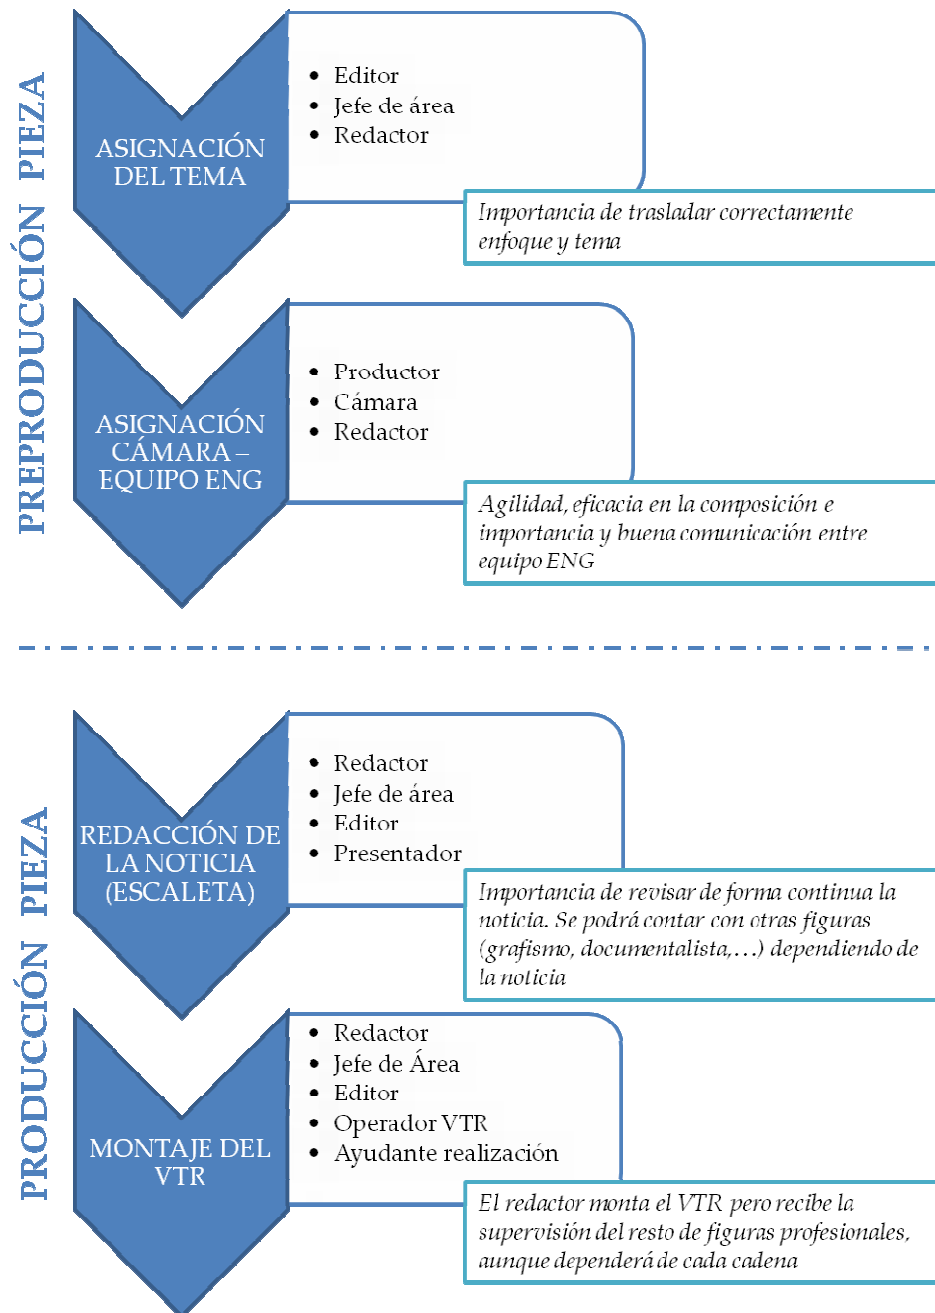 PREPRODUCCIÓN PIEZA
ASIGNACIÓN
DEL TEMA
• Editor
• Jefe de área
• Redactor
Importancia de trasladar correctamente
enfoque y tema
ASIGNACIÓN
CÁMARA –
EQUIPO ENG
• Productor
• Cámara
• Redactor
Agilidad, eficacia en la composición e
importancia y buena comunicación entre
equipo ENG
PRODUCCIÓN PIEZA
REDACCIÓN DE
LA NOTICIA
(ESCALETA)
• Redactor
• Jefe de área
• Editor
• Presentador
Importancia de revisar de forma continua la
noticia. Se podrá contar con otras figuras
(grafismo, documentalista,…) dependiendo de
la noticia
MONTAJE DEL
VTR
• Redactor
• Jefe de Área
• Editor
• Operador VTR
• Ayudante realización
El redactor monta el VTR pero recibe la
supervisión del resto de figuras profesionales,
aunque dependerá de cada cadena